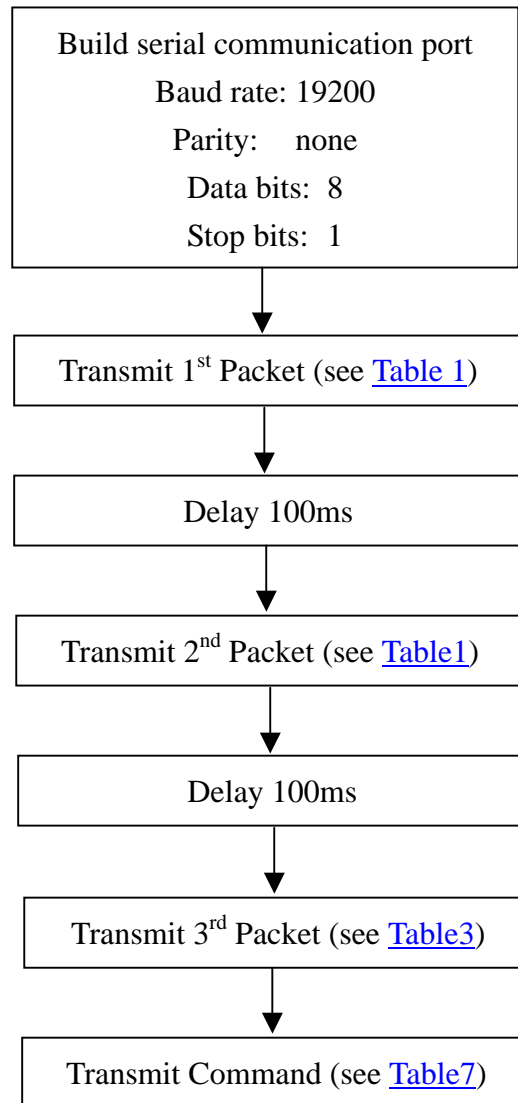 Build serial communication port
Baud rate: 19200
Parity: none
Data bits: 8
Stop bits: 1
Transmit 1st Packet (see Table 1)
Delay 100ms
Transmit 2nd Packet (see Table1)
Delay 100ms
Transmit 3rd Packet (see Table3)
Transmit Command (see Table7)